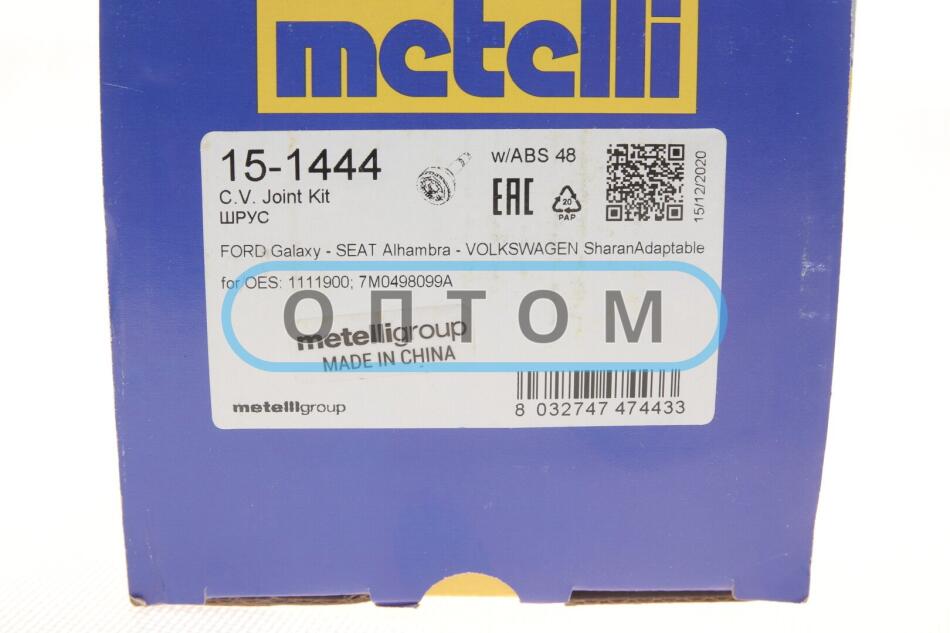 metelli
15-1444
C.V. Joint Kit
ШРУС
w/ABS 48
EAC
20
PAP
15/12/2020
FORD Galaxy - SEAT Alhambra - VOLKSWAGEN SharanAdaptable
for OES: 1111900; 7M0498099A
ОПТОМ
metelligroup
MADE IN CHINA
metelligroup
8 032747 474433